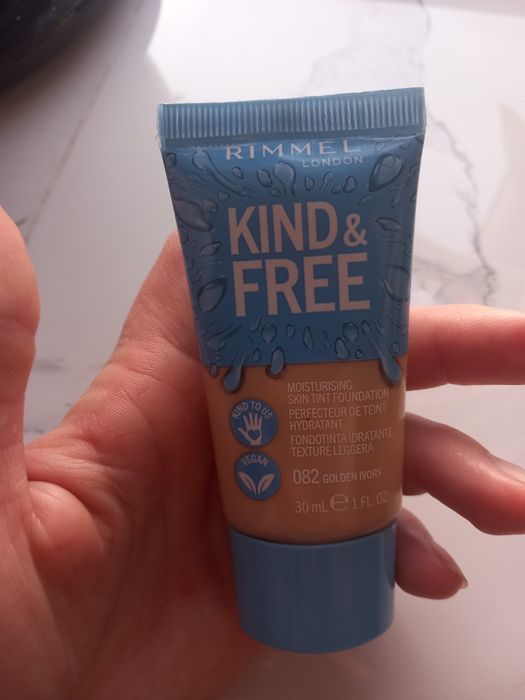 RIMMEL
LONDON
KIND &
FREE
MOISTURISING
SKIN TINT FOUNDATION
PERFECTEUR DE TEINT
HYDRATANT
FONDOTINTA IDRATANTE
TEXTURE LEGGERA
KIND TO US
VEGAN
082 GOLDEN IVORY
30 mL ℮ 1 FL.OZ.